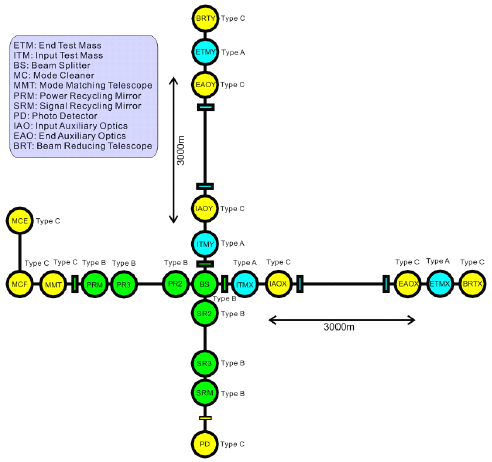 BRTY Type C
ETM: End Test Mass
ITM: Input Test Mass
BS: Beam Splitter
MC: Mode Cleaner
MMT: Mode Matching Telescope
PRM: Power Recycling Mirror
SRM: Signal Recycling Mirror
PD: Photo Detector
IAO: Input Auxiliary Optics
EAO: End Auxiliary Optics
BRT: Beam Reducing Telescope
ETMY Type A
EAOY Type C
3000m
IAOY Type C
MCE Type C
ITMY Type A
Type C Type C Type B Type B Type B Type A Type C Type C Type A Type C
MCF MMT PRM PR3 PR2 BS ITMX IAOX EAOX ETMX BRTX
Type B
SR2 Type B
3000m
SR3 Type B
SRM Type B
PD Type C